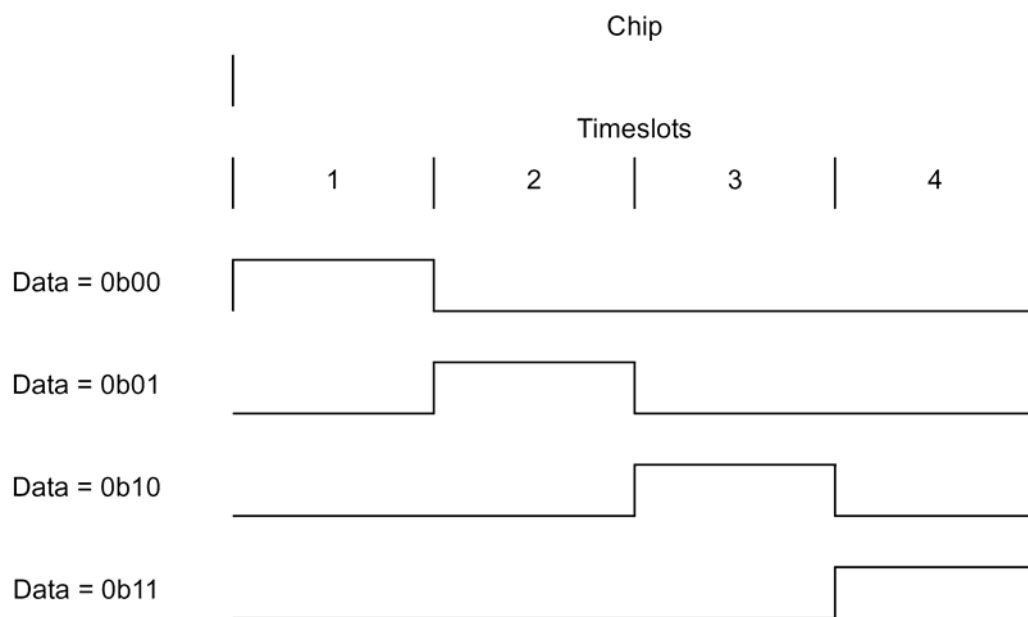 Chip
Timeslots
1 2 3 4
Data = 0b00
Data = 0b01
Data = 0b10
Data = 0b11